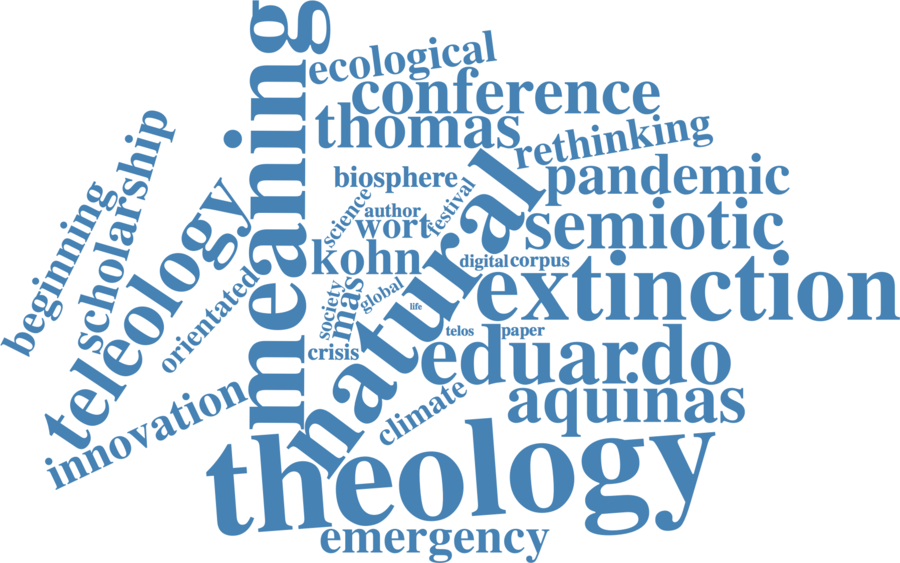 meaning
ecological
conference
thomas
rethinking
scholarship
beginning
biosphere
pandemic
science
author
festival
natural
wort
semiotic
teleology
kohn
digital
corpus
orientated
extinction
society
mas
global
life
telos
paper
crisis
eduardo
innovation
climate
aquinas
theology
emergency